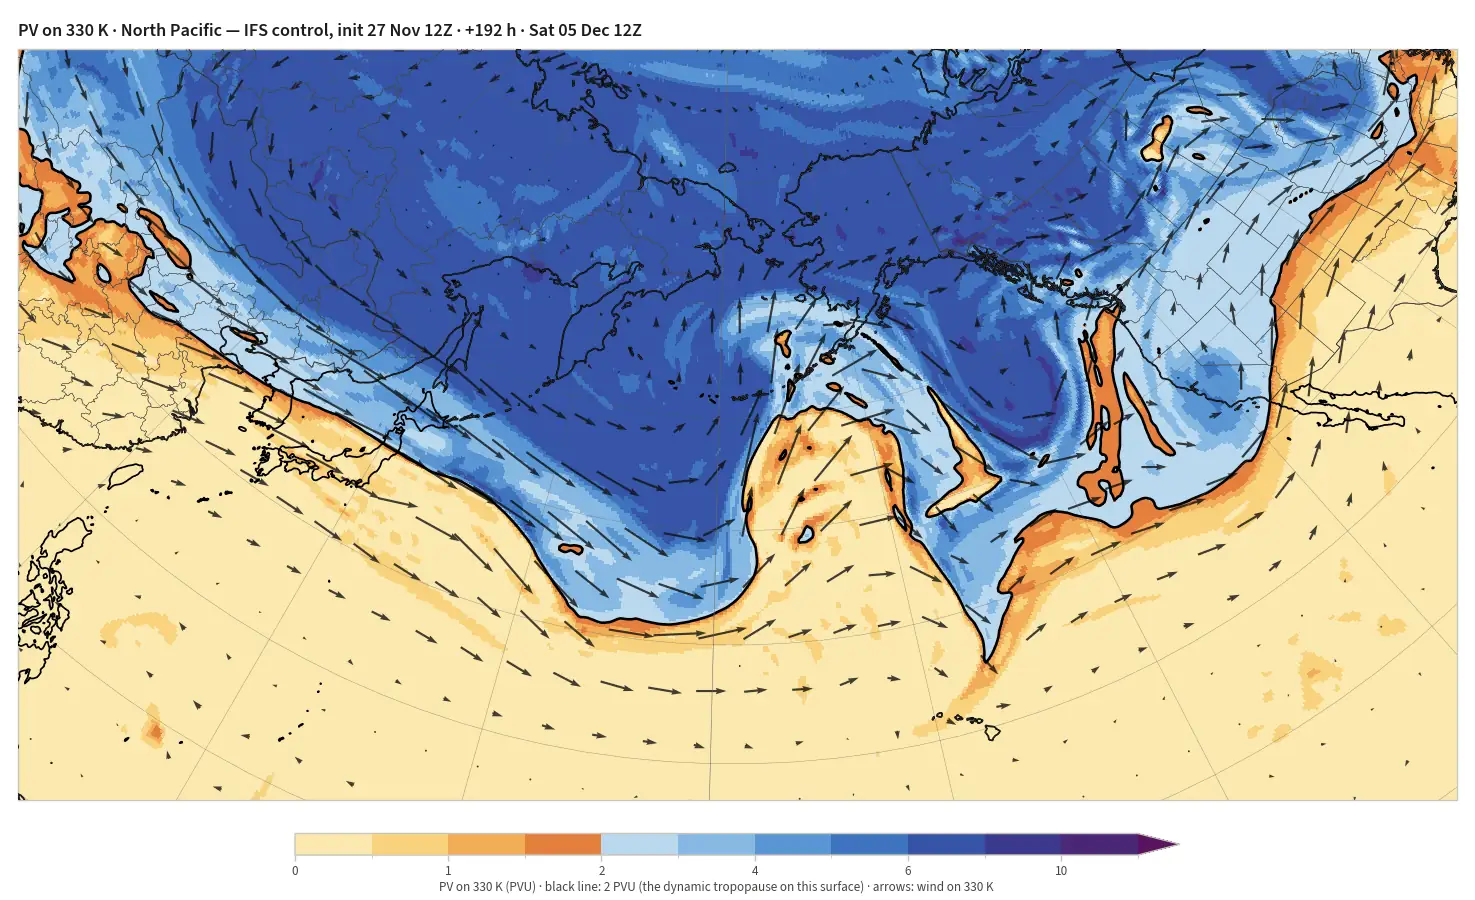 PV on 330 K · North Pacific — IFS control, init 27 Nov 12Z · +192 h · Sat 05 Dec 12Z
0 1 2 4 6 10
PV on 330 K (PVU) · black line: 2 PVU (the dynamic tropopause on this surface) · arrows: wind on 330 K